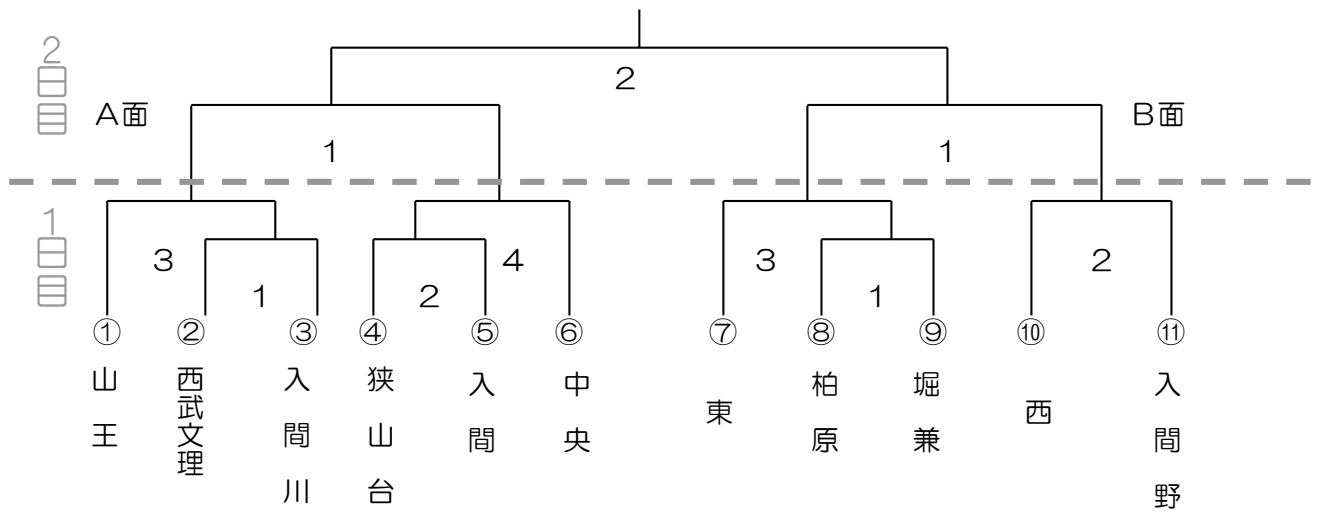 2日目
2
A面
B面
1
1
1日目
3
4
3
2
1
2
1
①
②
③
④
⑤
⑥
⑦
⑧
⑨
⑩
⑪
山王
西武文理
入間川
狭山台
入間
中央
東
柏原
堀兼
西
入間野